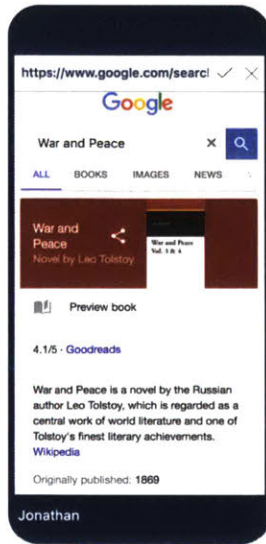 https://www.google.com/searcl
Google
War and Peace
ALL BOOKS IMAGES NEWS
War and
Peace
Novel by Leo Tolstoy
War and Peace
Vol. 3 & 4
Preview book
4.1/5 · Goodreads
War and Peace is a novel by the Russian
author Leo Tolstoy, which is regarded as a
central work of world literature and one of
Tolstoy's finest literary achievements.
Wikipedia
Originally published: 1869
Jonathan